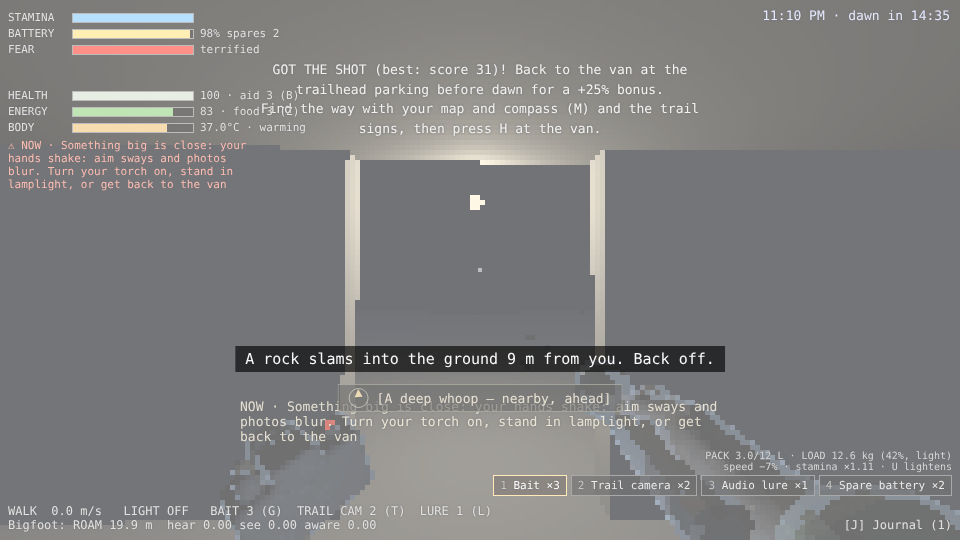 STAMINA
BATTERY 98% spares 2
FEAR terrified
HEALTH 100 · aid 3 (B)
ENERGY 83 · food 3 (Z)
BODY 37.0°C · warming
⚠ NOW · Something big is close: your
hands shake: aim sways and photos
blur. Turn your torch on, stand in
lamplight, or get back to the van
11:10 PM · dawn in 14:35
GOT THE SHOT (best: score 31)! Back to the van at the
trailhead parking before dawn for a +25% bonus.
Find the way with your map and compass (M) and the trail
signs, then press H at the van.
A rock slams into the ground 9 m from you. Back off.
[A deep whoop — nearby, ahead]
NOW · Something big is close: your hands shake: aim sways and
photos blur. Turn your torch on, stand in lamplight, or get
back to the van
PACK 3.0/12 L · LOAD 12.6 kg (42%, light)
speed −7% · stamina ×1.11 · U lightens
1 Bait ×3
2 Trail camera ×2
3 Audio lure ×1
4 Spare battery ×2
WALK 0.0 m/s LIGHT OFF BAIT 3 (G) TRAIL CAM 2 (T) LURE 1 (L)
Bigfoot: ROAM 19.9 m hear 0.00 see 0.00 aware 0.00
[J] Journal (1)